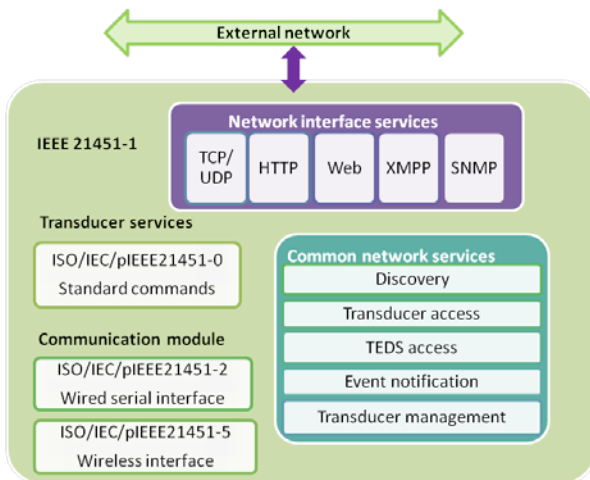 External network
Network interface services
IEEE 21451-1
TCP/
UDP
HTTP
Web
XMPP
SNMP
Transducer services
ISO/IEC/pIEEE21451-0
Standard commands
Communication module
ISO/IEC/pIEEE21451-2
Wired serial interface
ISO/IEC/pIEEE21451-5
Wireless interface
Common network services
Discovery
Transducer access
TEDS access
Event notification
Transducer management